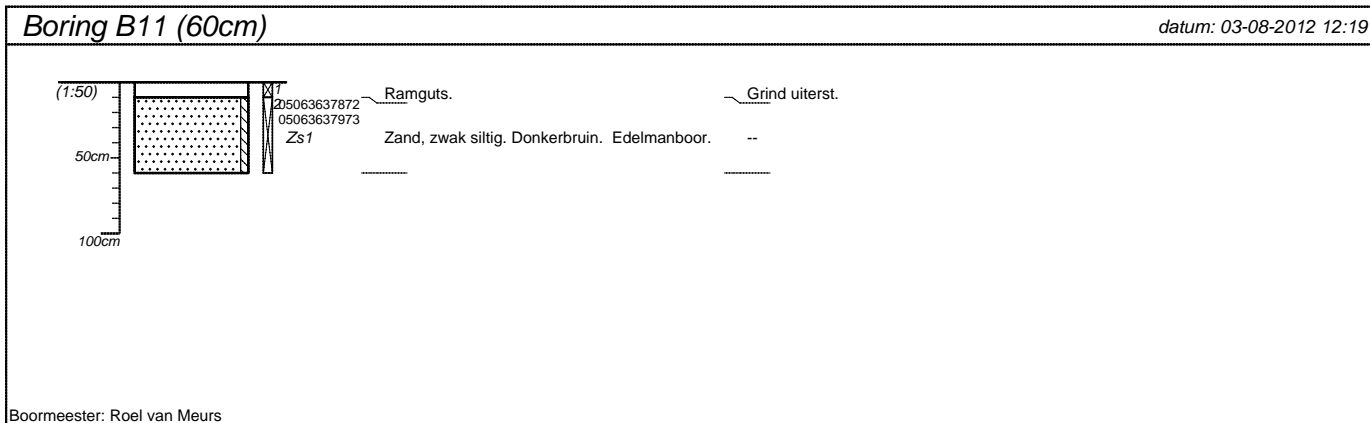 Boring B11 (60cm) datum: 03-08-2012 12:19
(1:50) 1 Ramguts. Grind uiterst.
2 05063637872
05063637973
Zs1 Zand, zwak siltig. Donkerbruin. Edelmanboor. --
50cm
100cm
Boormeester: Roel van Meurs